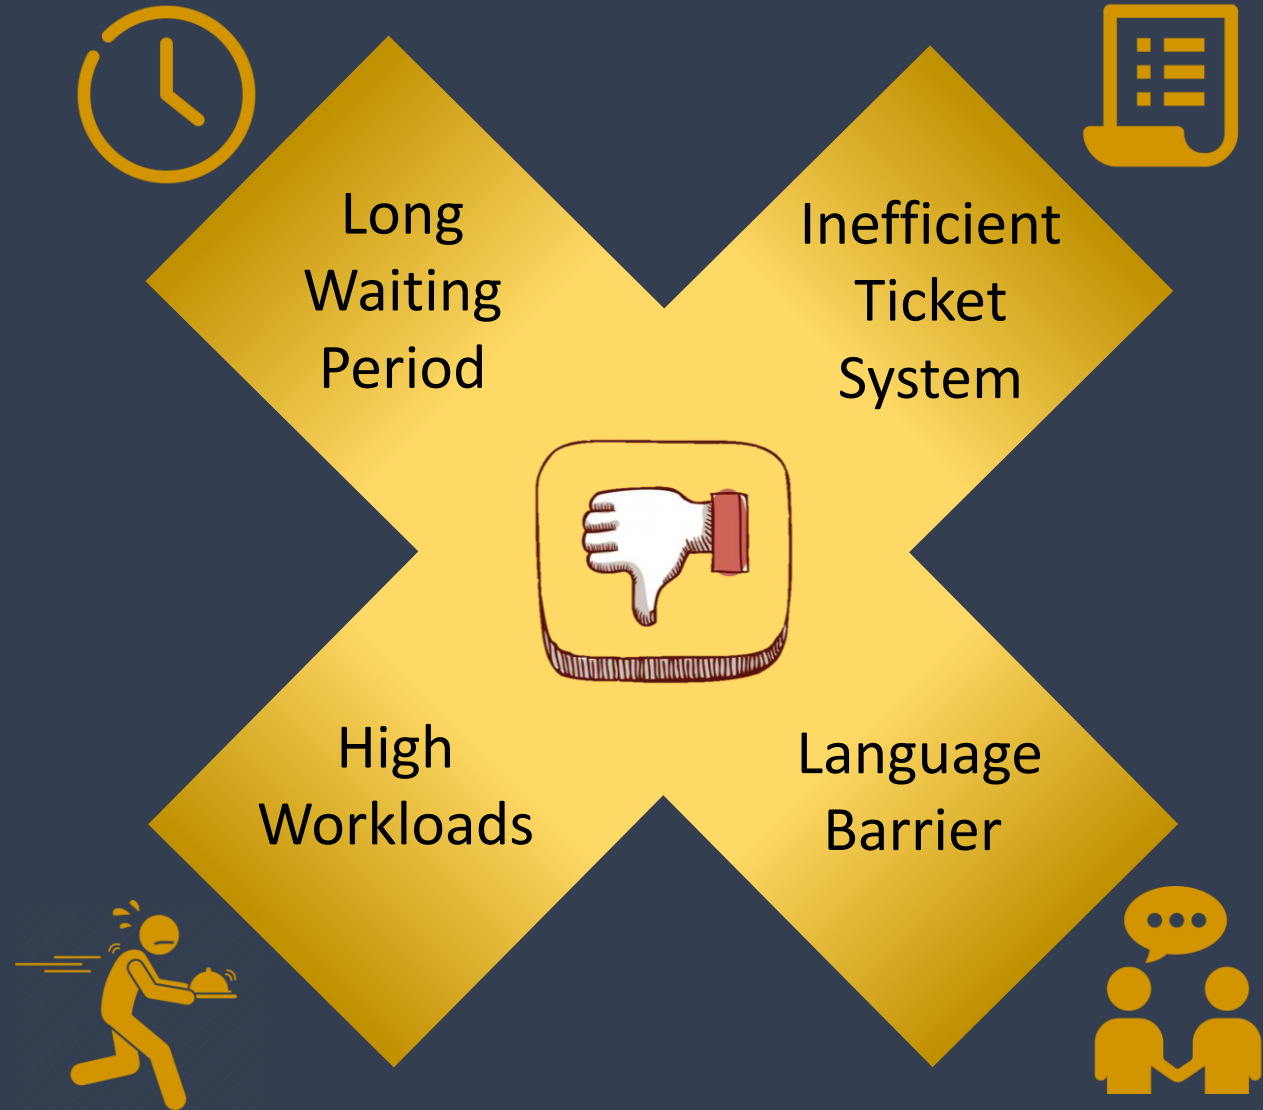 Long
Waiting
Period
Inefficient
Ticket
System
High
Workloads
Language
Barrier